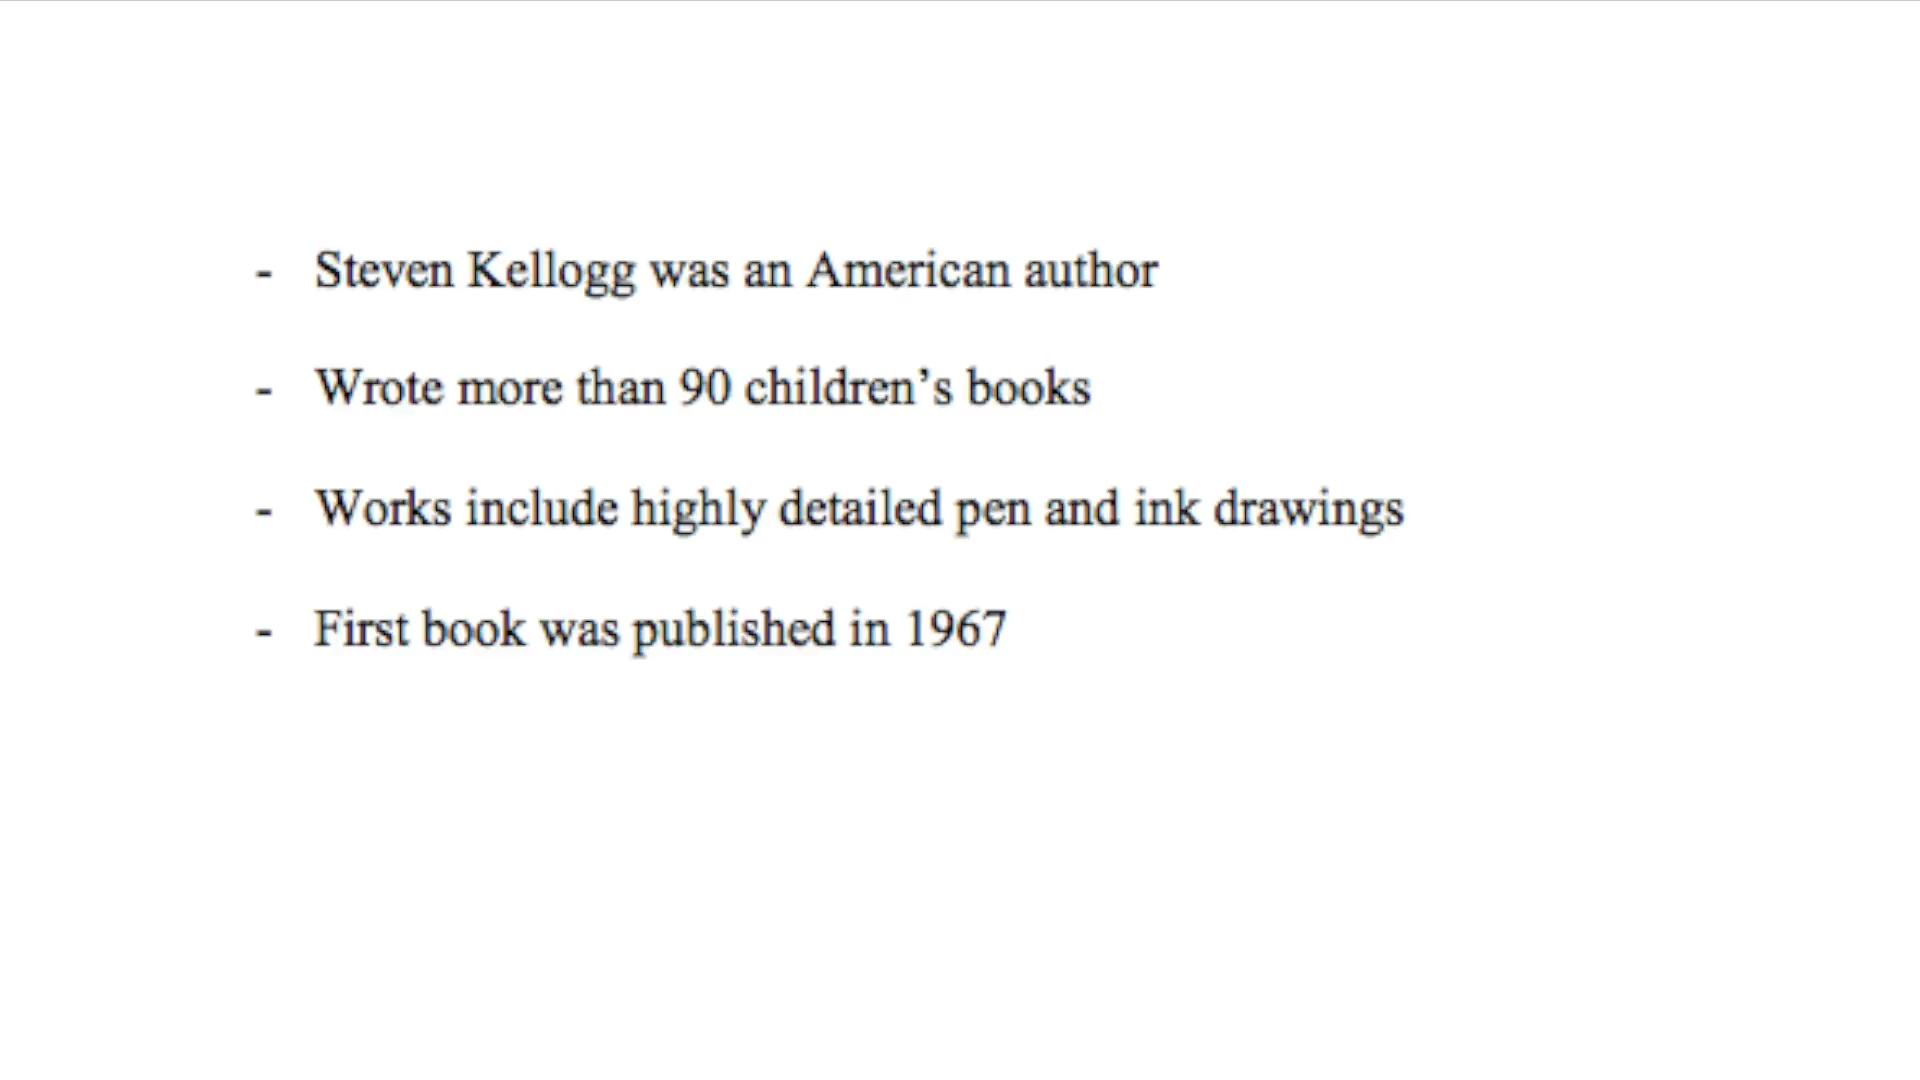 - Steven Kellogg was an American author
- Wrote more than 90 children’s books
- Works include highly detailed pen and ink drawings
- First book was published in 1967